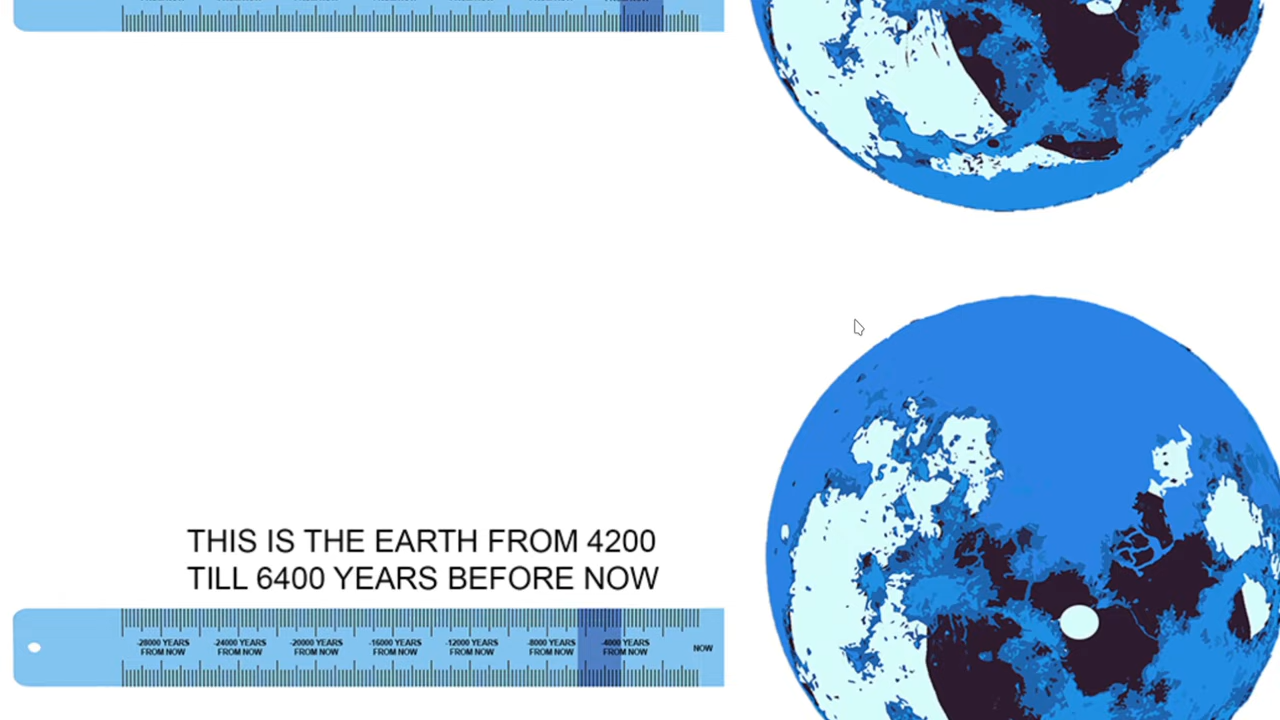 THIS IS THE EARTH FROM 4200
TILL 6400 YEARS BEFORE NOW
-28000 YEARS FROM NOW
-24000 YEARS FROM NOW
-20000 YEARS FROM NOW
-16000 YEARS FROM NOW
-12000 YEARS FROM NOW
-8000 YEARS FROM NOW
-4000 YEARS FROM NOW
NOW